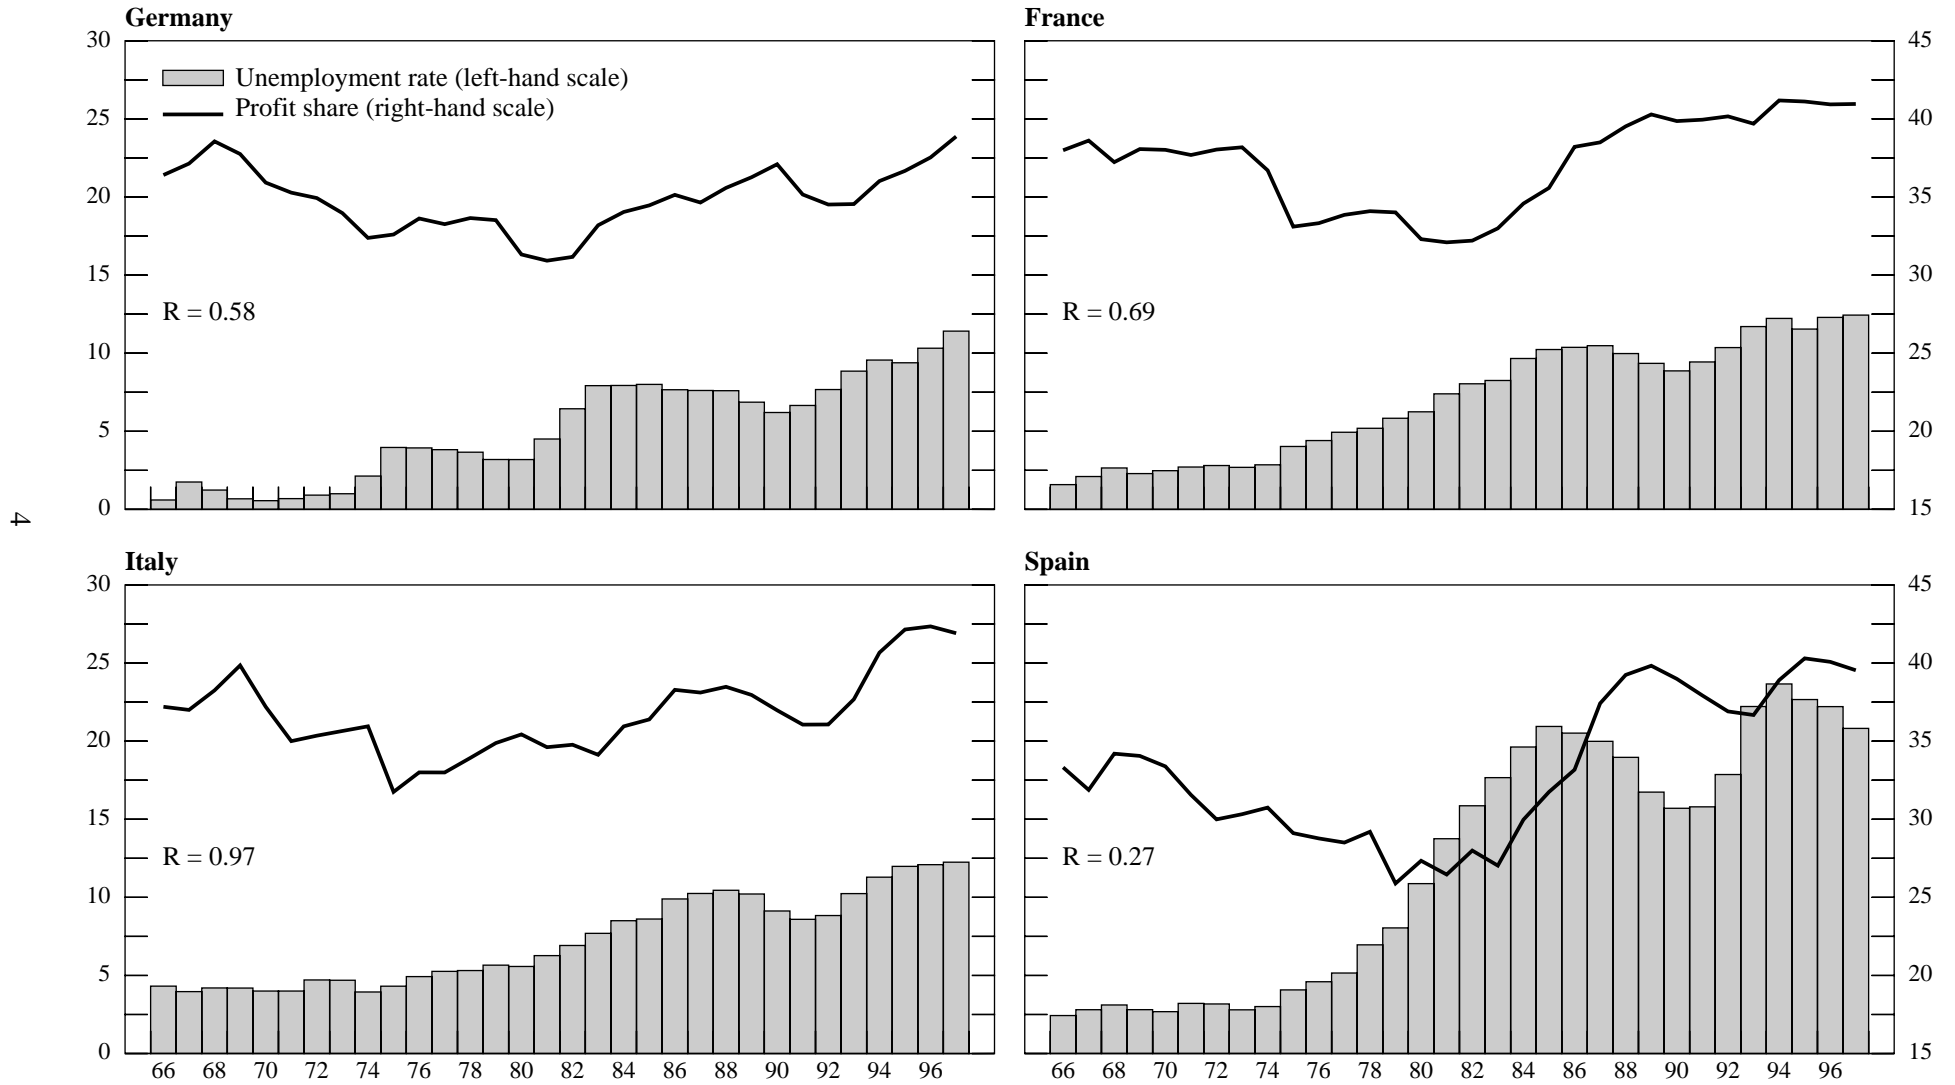 Germany
30
25
20
15
10
5
0
Unemployment rate (left-hand scale)
Profit share (right-hand scale)
R = 0.58
France
45
40
35
30
25
20
15
R = 0.69
4
Italy
30
25
20
15
10
5
0
R = 0.97
66 68 70 72 74 76 78 80 82 84 86 88 90 92 94 96
Spain
45
40
35
30
25
20
15
R = 0.27
66 68 70 72 74 76 78 80 82 84 86 88 90 92 94 96